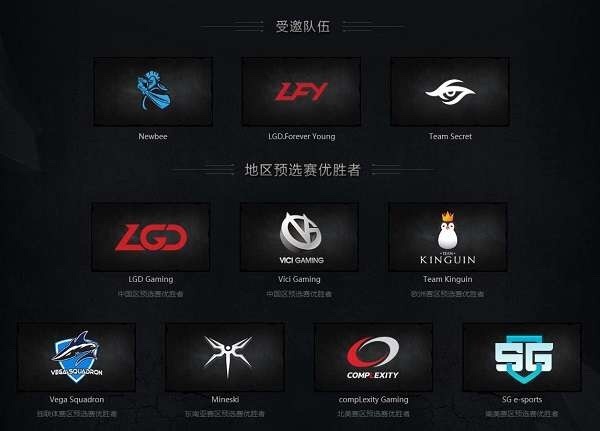 受邀队伍
LFY
Newbee
LGD.Forever Young
Team Secret
地区预选赛优胜者
LGD
VICI GAMING
TEAM
KINGUIN
LGD Gaming
Vici Gaming
Team Kinguin
中国区预选赛优胜者
中国区预选赛优胜者
欧洲赛区预选赛优胜者
VEGA SQUADRON
COMPLEXITY
SG
Vega Squadron
Mineski
compLexity Gaming
SG e-sports
独联体赛区预选赛优胜者
东南亚赛区预选赛优胜者
北美赛区预选赛优胜者
南美赛区预选赛优胜者